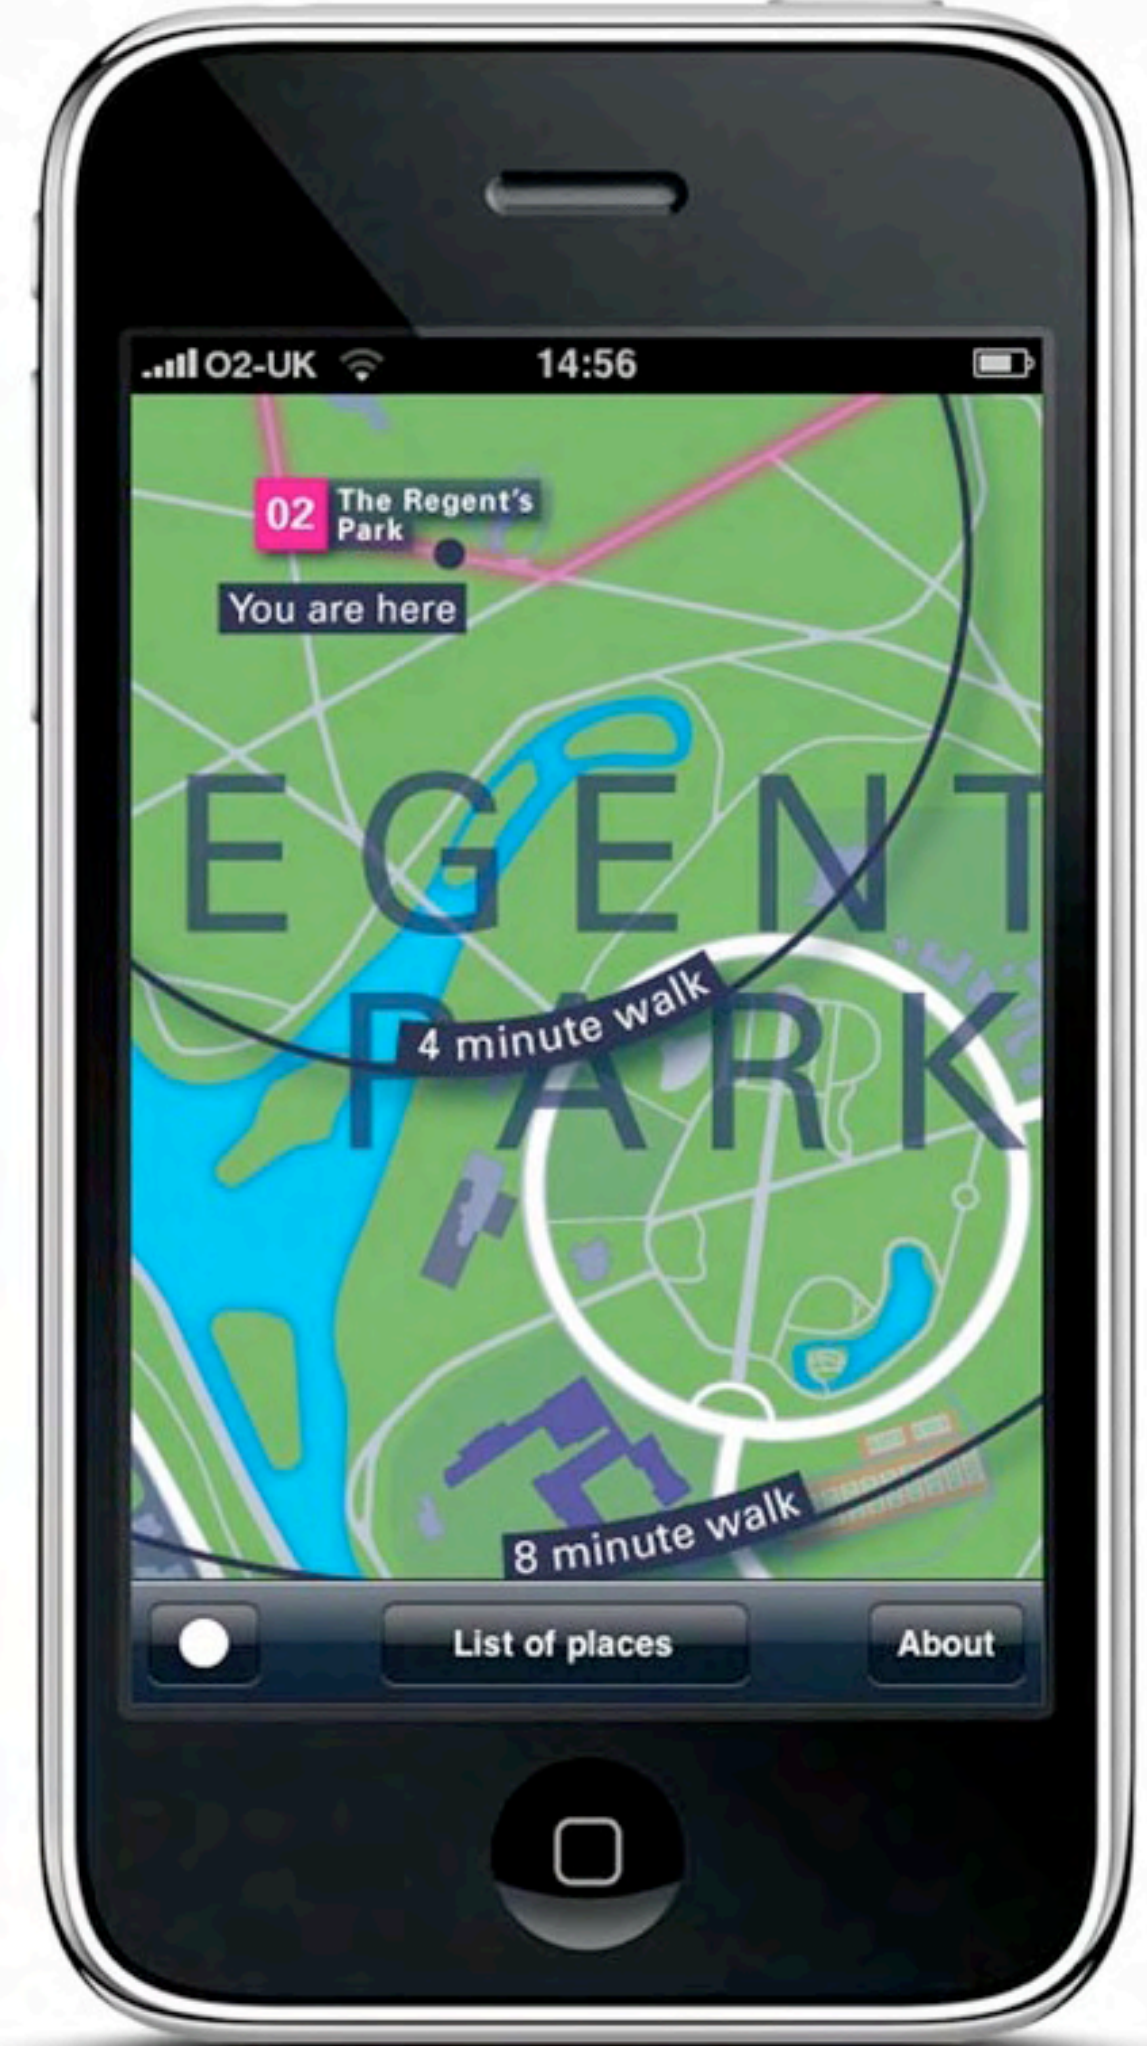 O2-UK 14:56
02 The Regent's
Park
You are here
EGENT
PARK
4 minute walk
8 minute walk
List of places About